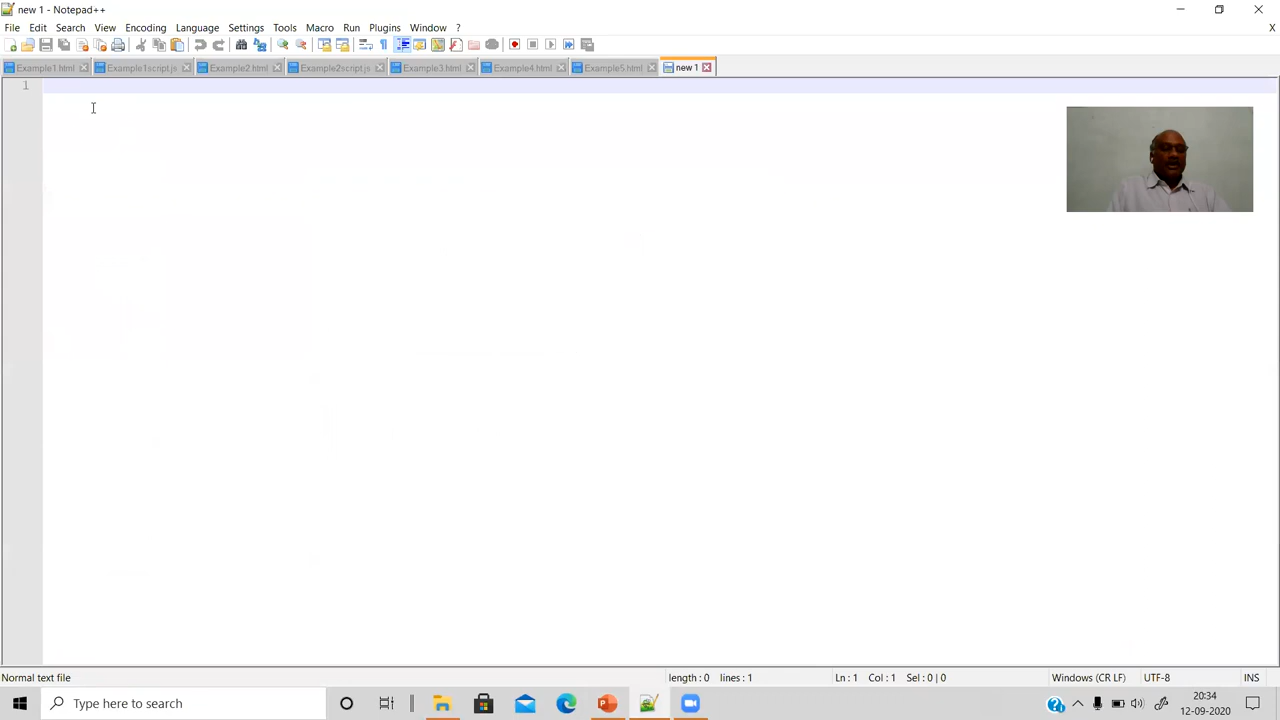 new 1 - Notepad++
File Edit Search View Encoding Language Settings Tools Macro Run Plugins Window ? X
Example1.html Example1script.js Example2.html Example2script.js Example3.html Example4.html Example5.html new 1
1
Normal text file length : 0 lines : 1 Ln : 1 Col : 1 Sel : 0 | 0 Windows (CR LF) UTF-8 INS
Type here to search
20:34
12-09-2020